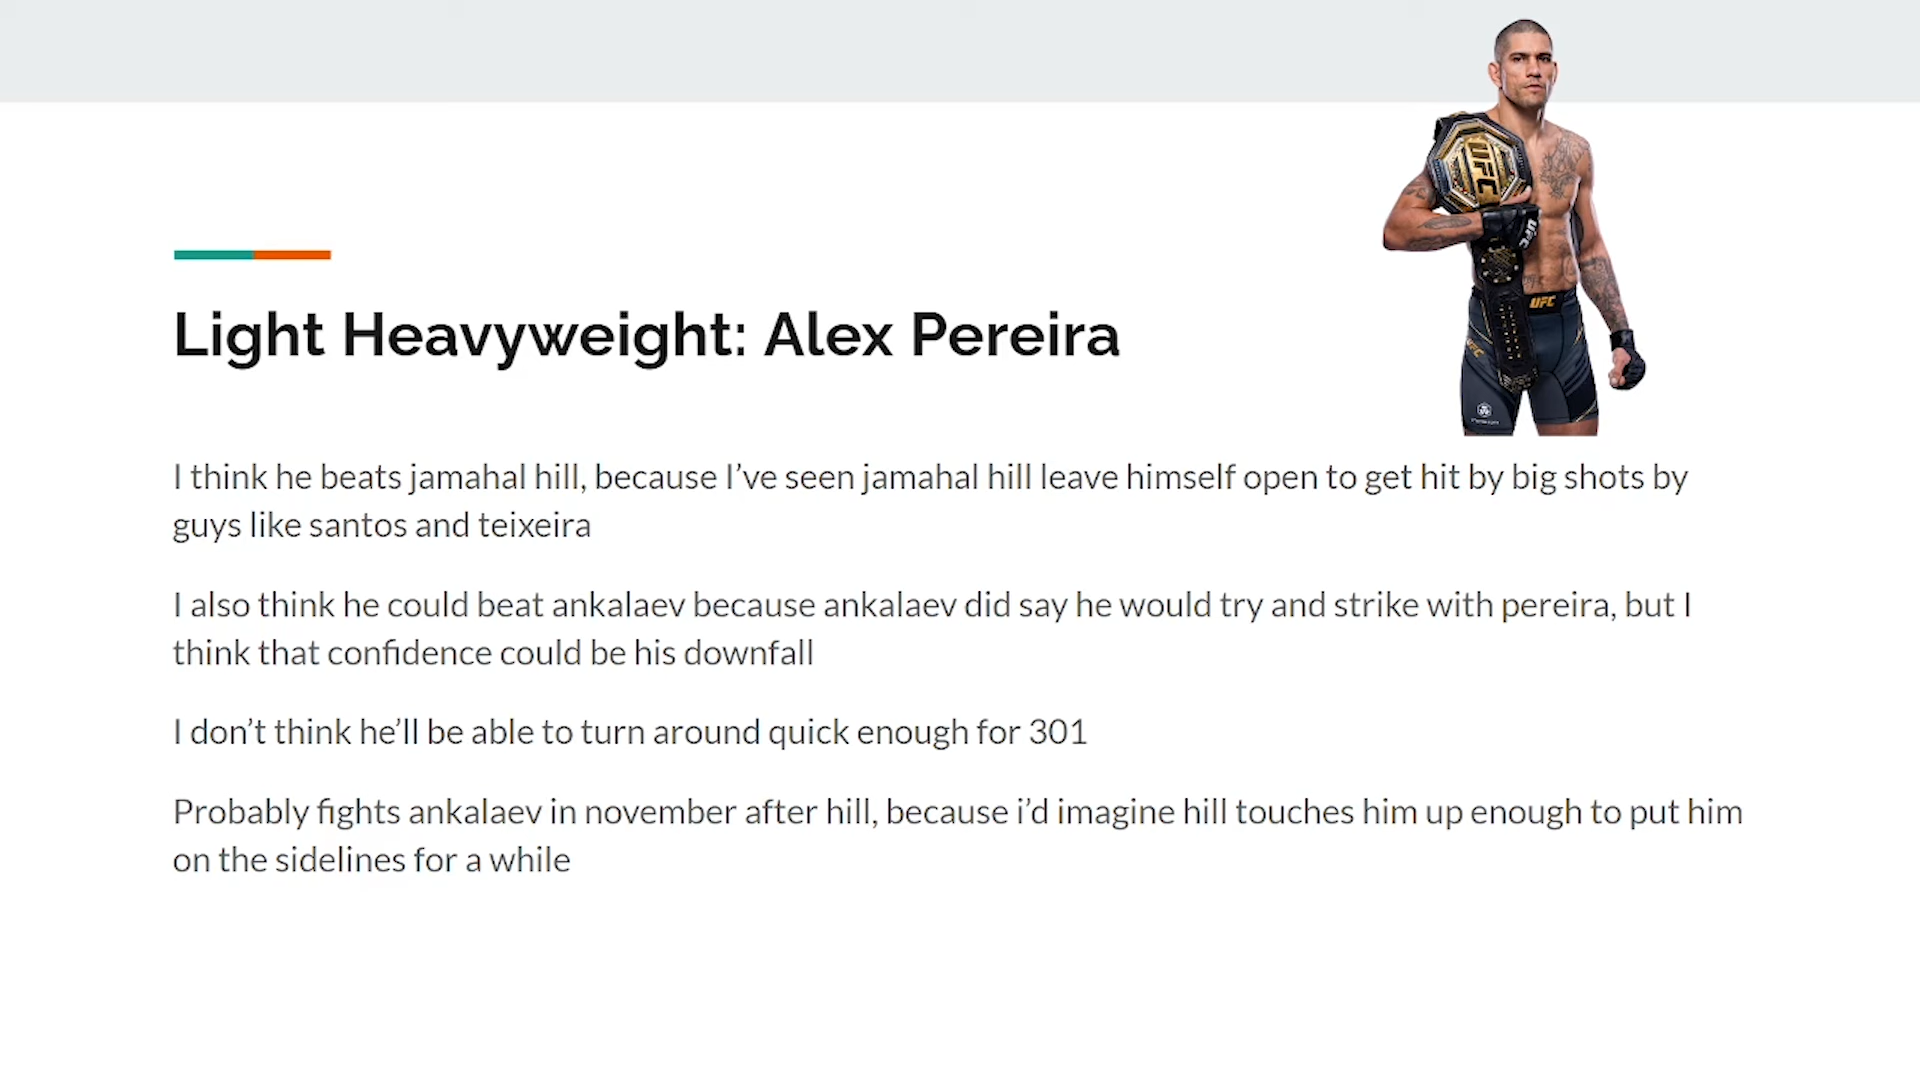 UFC
UFC
UFC
UFC
Light Heavyweight: Alex Pereira
I think he beats jamahal hill, because I’ve seen jamahal hill leave himself open to get hit by big shots by
guys like santos and teixeira
I also think he could beat ankalaev because ankalaev did say he would try and strike with pereira, but I
think that confidence could be his downfall
I don’t think he’ll be able to turn around quick enough for 301
Probably fights ankalaev in november after hill, because i’d imagine hill touches him up enough to put him
on the sidelines for a while